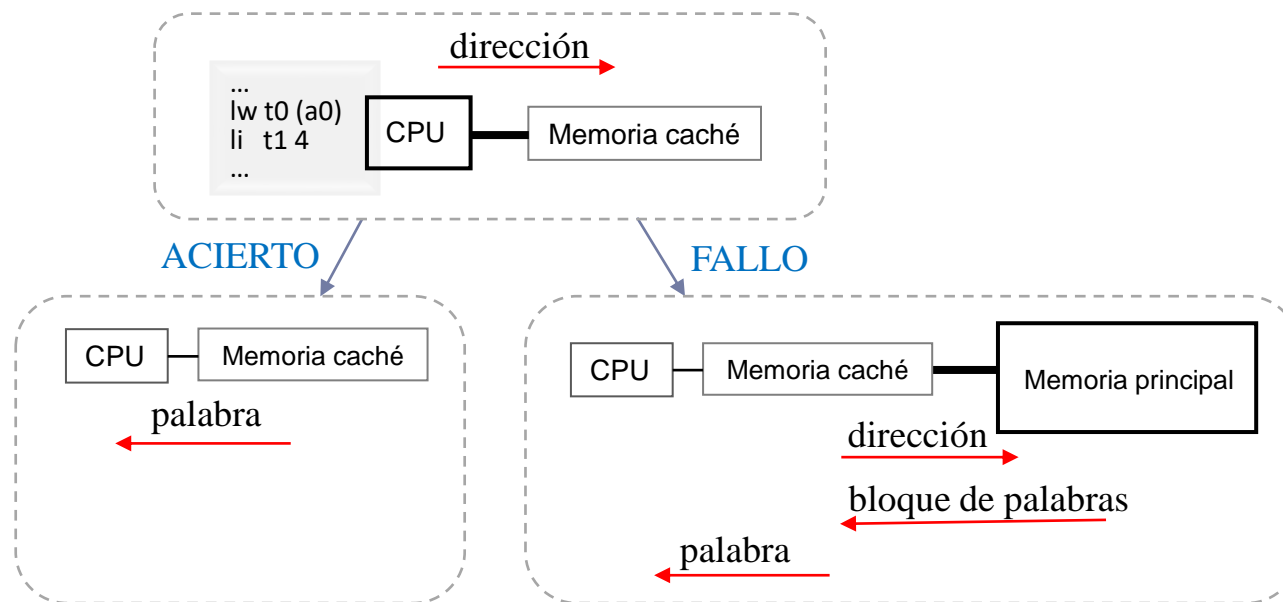 dirección
...
lw t0 (a0)
li t1 4
...
CPU
Memoria caché
ACIERTO
FALLO
CPU
Memoria caché
palabra
CPU
Memoria caché
Memoria principal
dirección
bloque de palabras
palabra